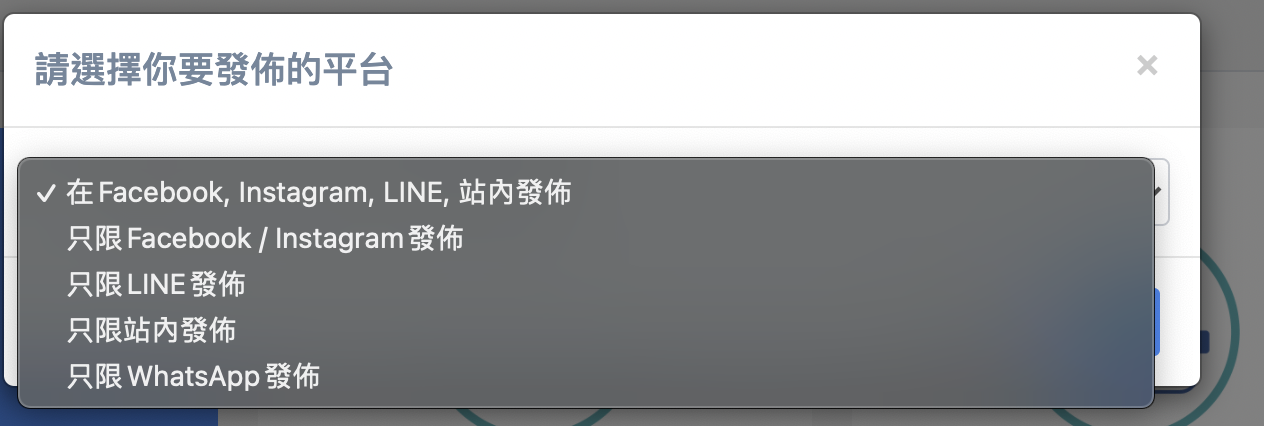 請選擇你要發佈的平台
×
✓ 在 Facebook, Instagram, LINE, 站內發佈
只限 Facebook / Instagram 發佈
只限 LINE 發佈
只限站內發佈
只限 WhatsApp 發佈